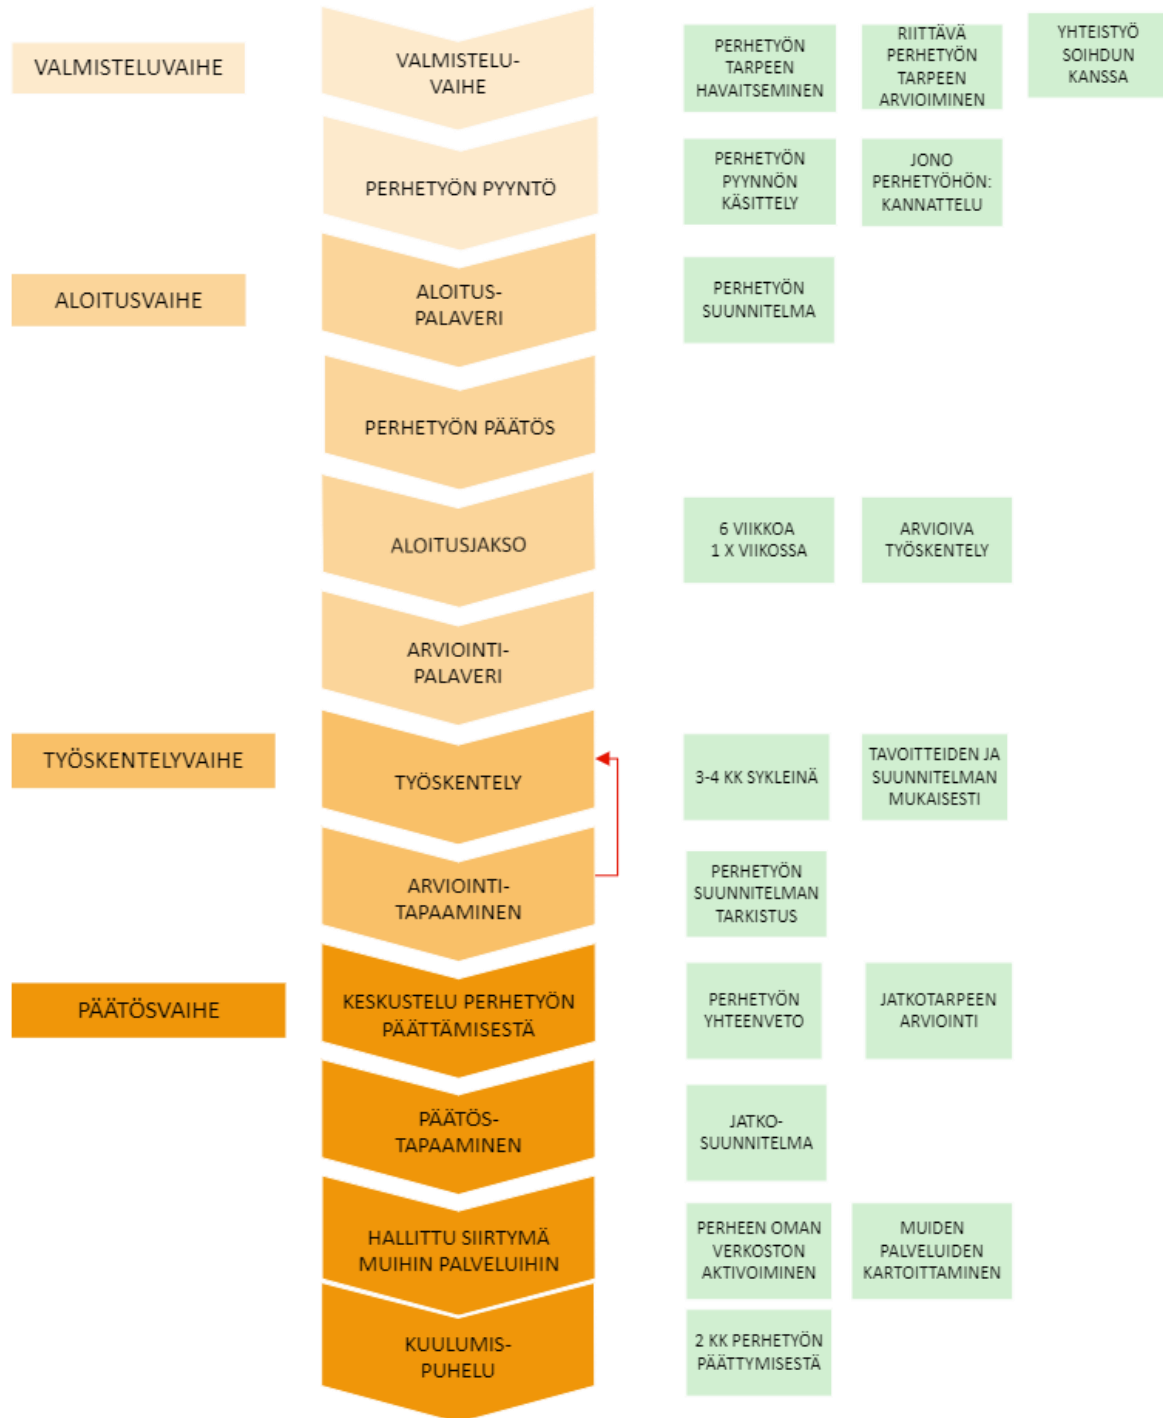 VALMISTELUVAIHE
VALMISTELU-
VAIHE
PERHETYÖN
TARPEEN
HAVAITSEMINEN
RIITTÄVÄ
PERHETYÖN
TARPEEN
ARVIOIMINEN
YHTEISTYÖ
SOIHDUN
KANSSA
PERHETYÖN PYYNTÖ
PERHETYÖN
PYYNNÖN
KÄSITTELY
JONO
PERHETYÖHÖN:
KANNATTELU
ALOITUSVAIHE
ALOITUS-
PALAVERI
PERHETYÖN
SUUNNITELMA
PERHETYÖN PÄÄTÖS
ALOITUSJAKSO
6 VIIKKOA
1 X VIIKOSSA
ARVIOIVA
TYÖSKENTELY
ARVIOINTI-
PALAVERI
TYÖSKENTELYVAIHE
TYÖSKENTELY
3-4 KK SYKLEINÄ
TAVOITTEIDEN JA
SUUNNITELMAN
MUKAISESTI
ARVIOINTI-
TAPAAMINEN
PERHETYÖN
SUUNNITELMAN
TARKISTUS
PÄÄTÖSVAIHE
KESKUSTELU PERHETYÖN
PÄÄTTÄMISESTÄ
PERHETYÖN
YHTEENVETO
JATKOTARPEEN
ARVIOINTI
PÄÄTÖS-
TAPAAMINEN
JATKO-
SUUNNITELMA
HALLITTU SIIRTYMÄ
MUIHIN PALVELUIHIN
PERHEEN OMAN
VERKOSTON
AKTIVOIMINEN
MUIDEN
PALVELUIDEN
KARTOITTAMINEN
KUULUMIS-
PUHELU
2 KK PERHETYÖN
PÄÄTTYMISESTÄ